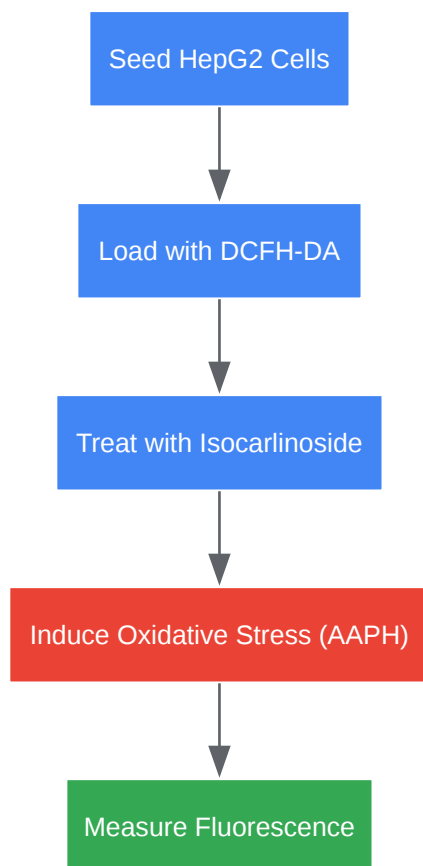 Seed HepG2 Cells
Load with DCFH-DA
Treat with Isocarlinoside
Induce Oxidative Stress (AAPH)
Measure Fluorescence